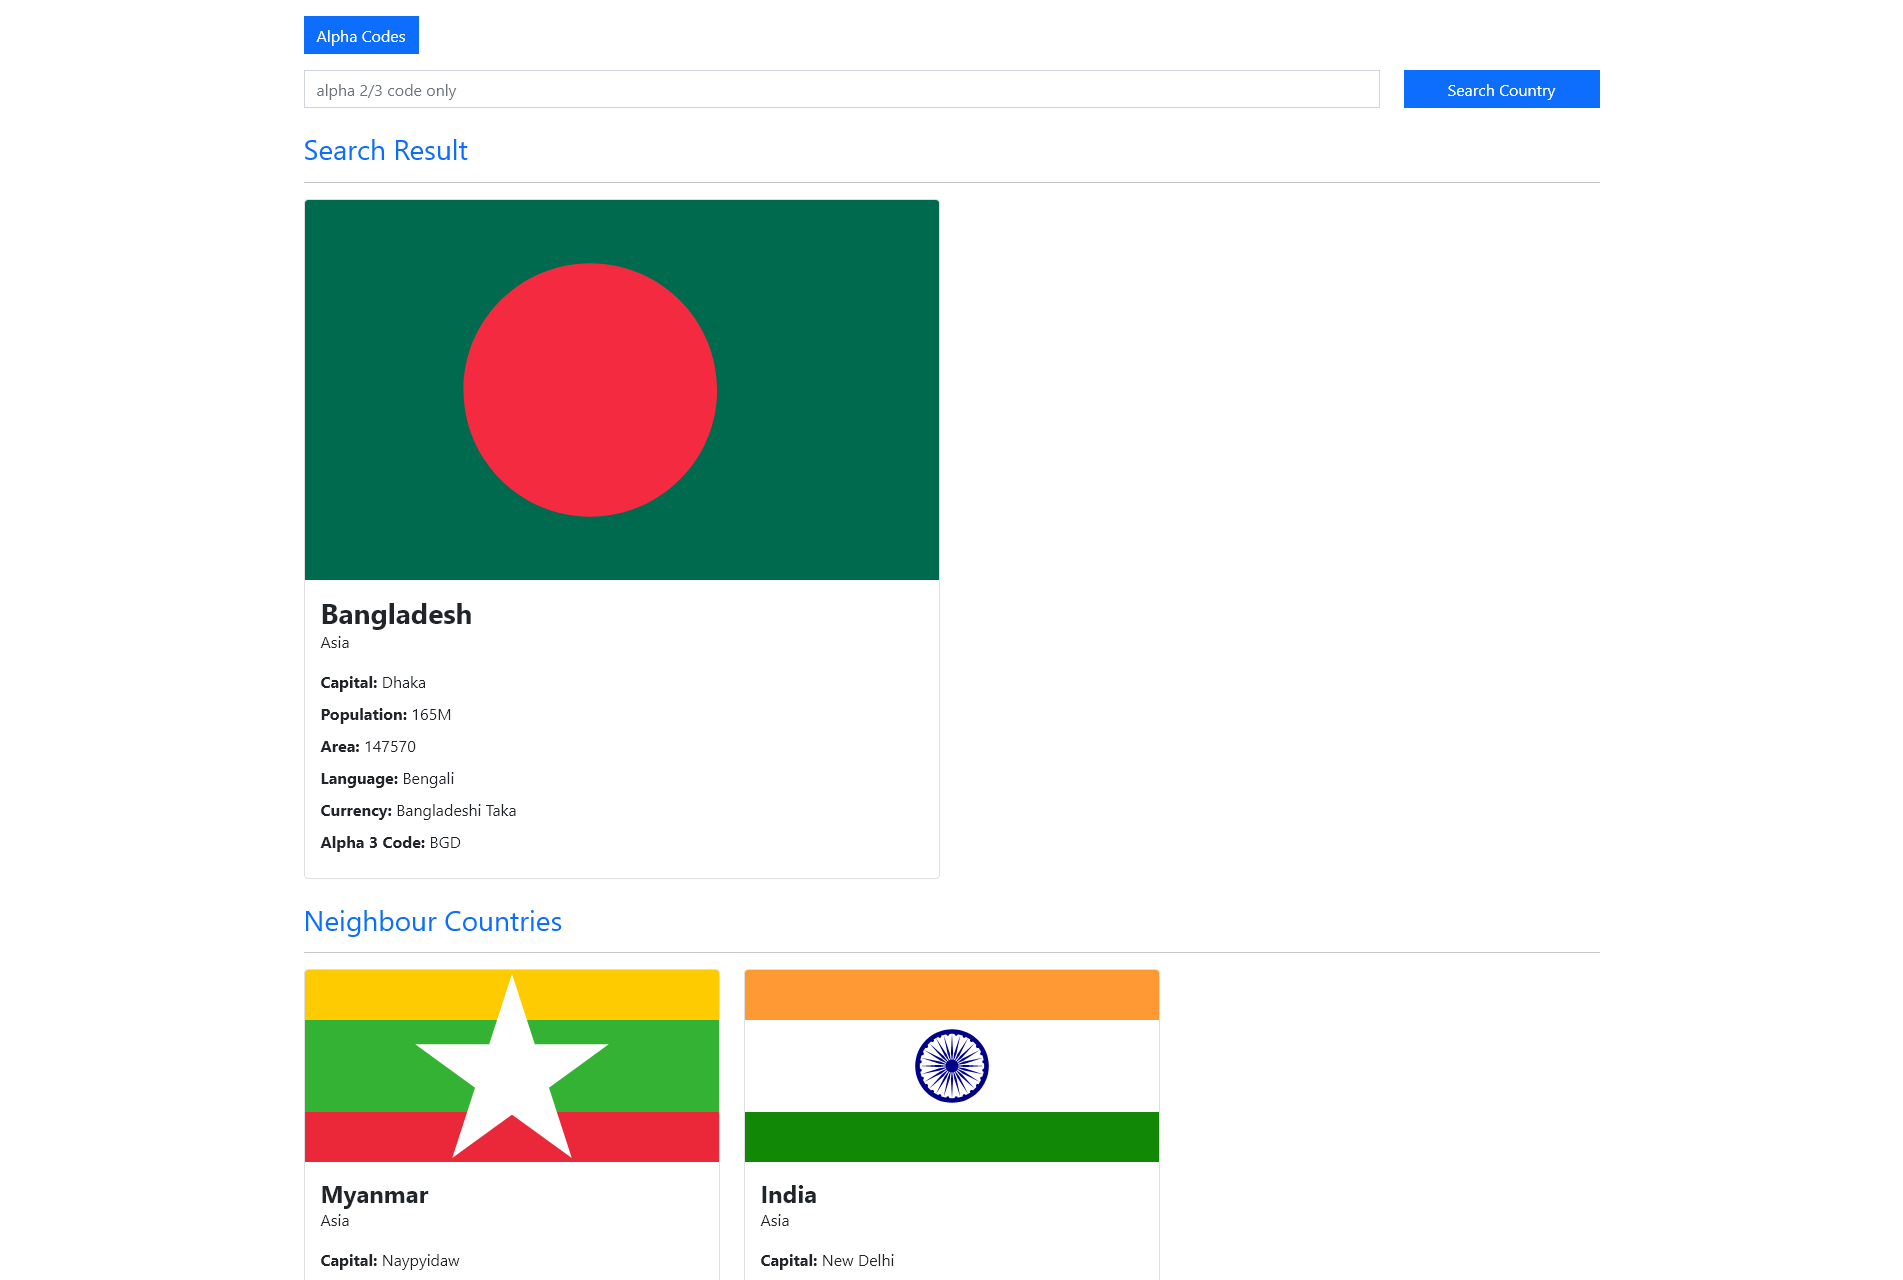 Alpha Codes
alpha 2/3 code only
Search Country
Search Result
Bangladesh
Asia
Capital: Dhaka
Population: 165M
Area: 147570
Language: Bengali
Currency: Bangladeshi Taka
Alpha 3 Code: BGD
Neighbour Countries
Myanmar
Asia
Capital: Naypyidaw
India
Asia
Capital: New Delhi